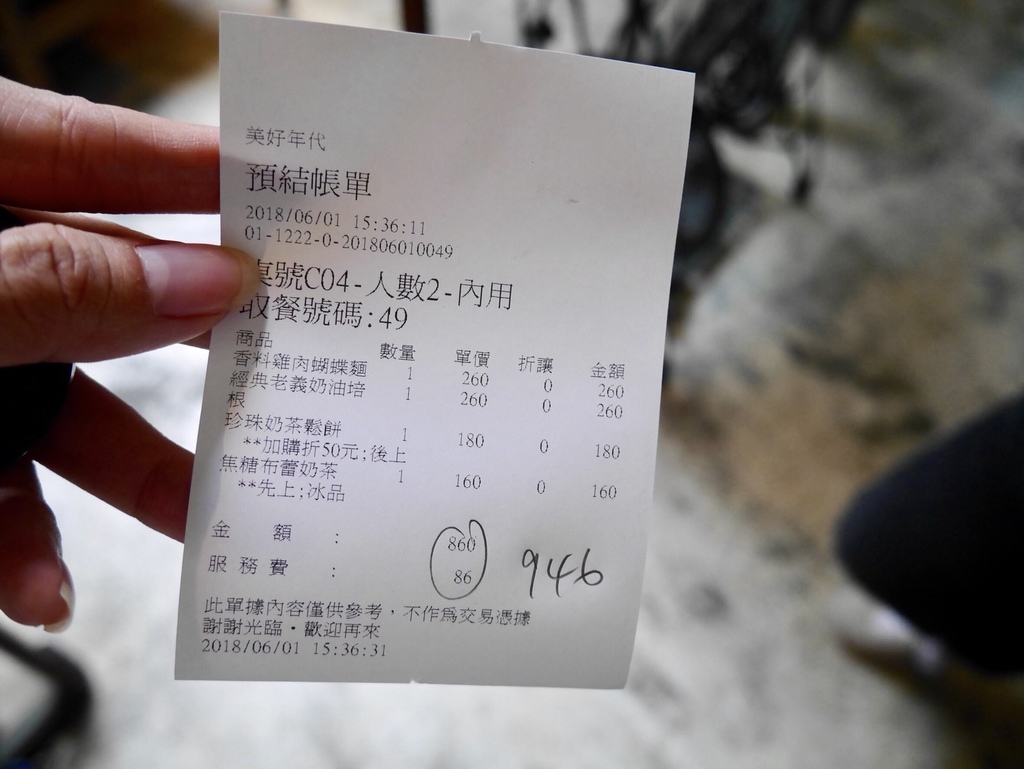 美好年代
預結帳單
2018/06/01 15:36:11
01-1222-0-201806010049
桌號C04-人數2-內用
取餐號碼:49
商品 數量 單價 折讓 金額
香料雞肉蝴蝶麵 1 260 0 260
經典老義奶油培根 1 260 0 260
珍珠奶茶鬆餅 1 180 0 180
**加購折50元;後上
焦糖布蕾奶茶 1 160 0 160
**先上;冰品
金額: 860
服務費: 86
946
此單據內容僅供參考,不作為交易憑據
謝謝光臨·歡迎再來
2018/06/01 15:36:31